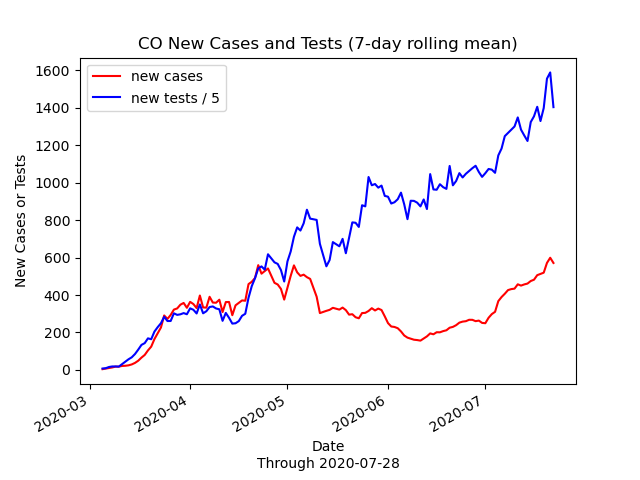 CO New Cases and Tests (7-day rolling mean)
new cases
new tests / 5
New Cases or Tests
1600
1400
1200
1000
800
600
400
200
0
2020-03
2020-04
2020-05
2020-06
2020-07
Date
Through 2020-07-28